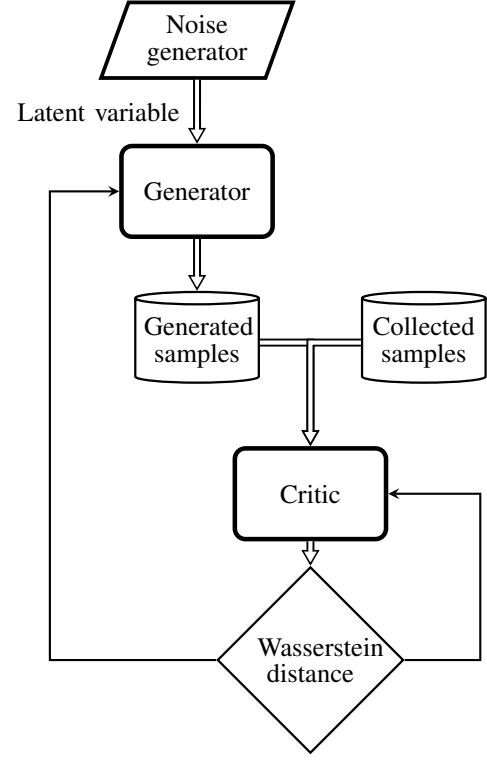 Noise
generator
Latent variable
Generator
Generated
samples
Collected
samples
Critic
Wasserstein
distance